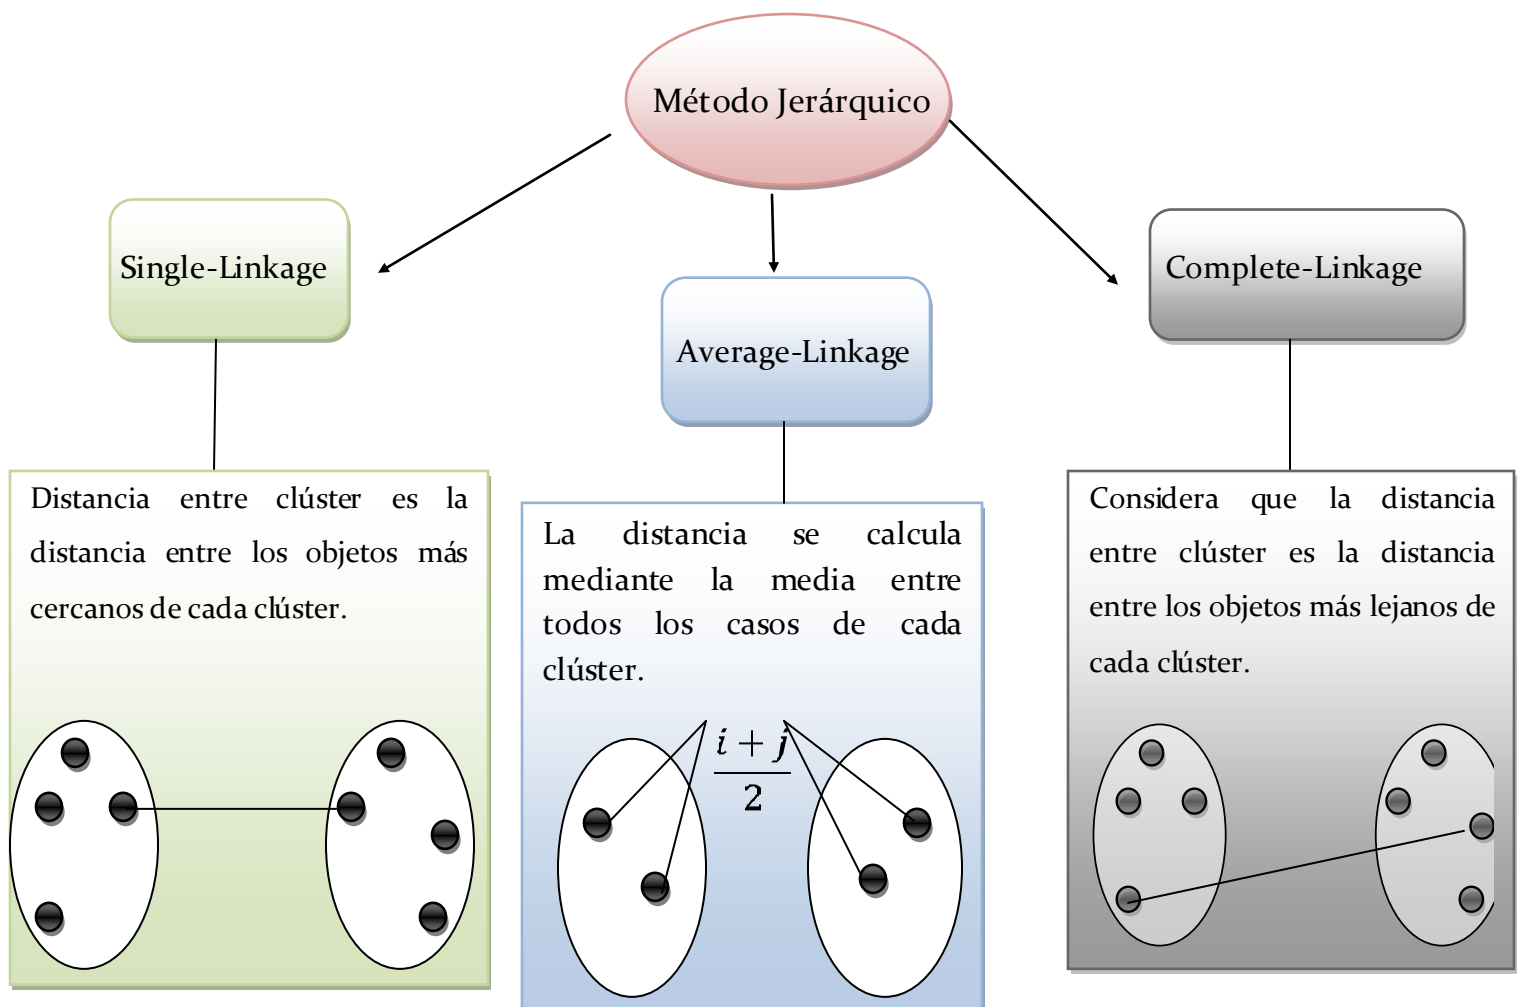 Método Jerárquico
Single-Linkage
Average-Linkage
Complete-Linkage
Distancia entre clúster es la
distancia entre los objetos más
cercanos de cada clúster.
La distancia se calcula
mediante la media entre
todos los casos de cada
clúster.
i + j
2
Considera que la distancia
entre clúster es la distancia
entre los objetos más lejanos de
cada clúster.